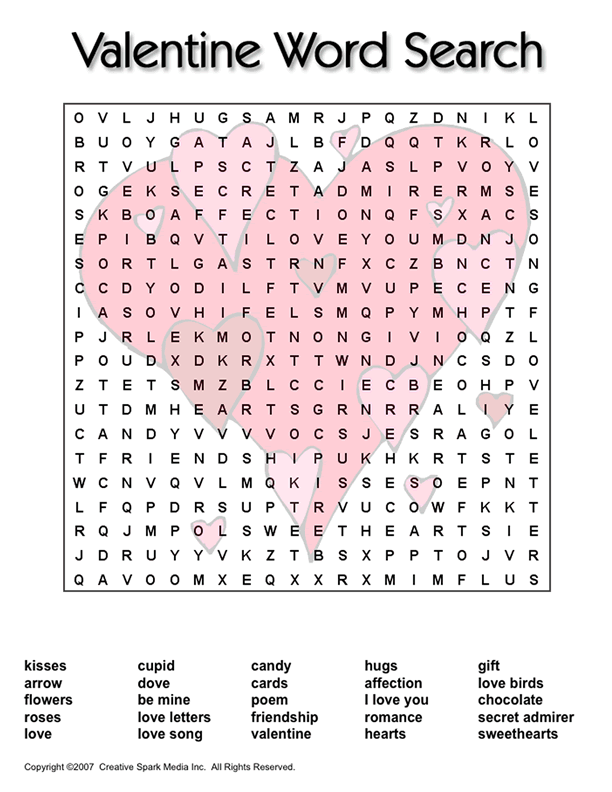 Valentine Word Search
O V L J H U G S A M R J P Q Z D N I K L
B U O Y G A T A J L B F D Q Q T K R L O
R T V U L P S C T Z A J A S L P V O Y V
O G E K S E C R E T A D M I R E R M S E
S K B O A F F E C T I O N Q F S X A C S
E P I B Q V T I L O V E Y O U M D N J O
S O R T L G A S T R N F X C Z B N C T N
C C D Y O D I L F T V M V U P E C E N G
I A S O V H I F E L S M Q P Y M H P T F
P J R L E K M O T N O N G I V I O Q Z L
P O U D X D K R X T T W N D J N C S D O
Z T E T S M Z B L C C I E C B E O H P V
U T D M H E A R T S G R N R R A L I Y E
C A N D Y V V V V O C S J E S R A G O L
T F R I E N D S H I P U K H K R T S T E
W C N V Q V L M Q K I S S E S O E P N T
L F Q P D R S U P T R V U C O W F K K T
R Q J M P O L S W E E T H E A R T S I E
J D R U Y Y V K Z T B S X P P T O J V R
Q A V O O M X E Q X X R X M I M F L U S
kisses cupid candy hugs gift
arrow dove cards affection love birds
flowers be mine poem I love you chocolate
roses love letters friendship romance secret admirer
love love song valentine hearts sweethearts
Copyright ©2007 Creative Spark Media Inc. All Rights Reserved.